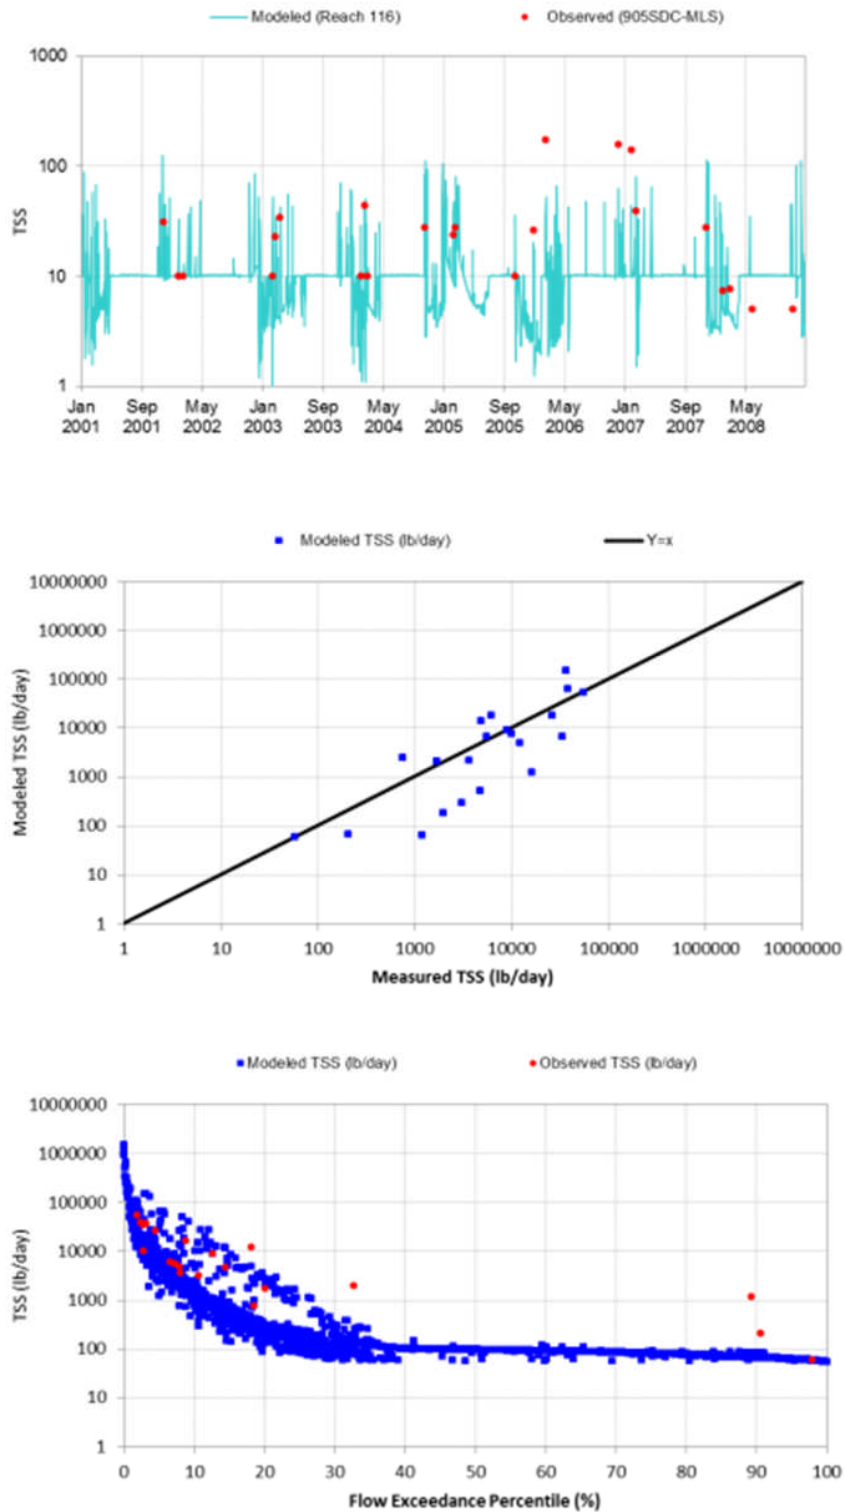 Modeled (Reach 116) Observed (905SDC-MLS)
1000
100
TSS
10
1
Jan Sep May Jan Sep May Jan Sep May Jan Sep May
2001 2001 2002 2003 2003 2004 2005 2005 2006 2007 2007 2008
Modeled TSS (lb/day) Y=x
10000000
1000000
100000
10000
1000
100
10
1
Modeled TSS (lb/day)
1 10 100 1000 10000 100000 1000000 10000000
Measured TSS (lb/day)
Modeled TSS (lb/day) Observed TSS (lb/day)
10000000
1000000
100000
10000
1000
100
10
1
TSS (lb/day)
0 10 20 30 40 50 60 70 80 90 100
Flow Exceedance Percentile (%)